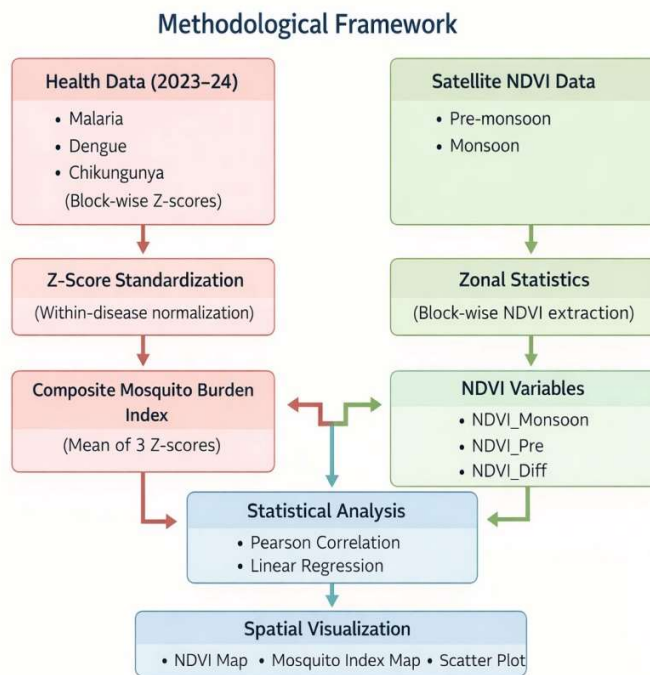 Methodological Framework
Health Data (2023–24)
• Malaria
• Dengue
• Chikungunya
(Block-wise Z-scores)
Z-Score Standardization
(Within-disease normalization)
Composite Mosquito Burden
Index
(Mean of 3 Z-scores)
Satellite NDVI Data
• Pre-monsoon
• Monsoon
Zonal Statistics
(Block-wise NDVI extraction)
NDVI Variables
• NDVI_Monsoon
• NDVI_Pre
• NDVI_Diff
Statistical Analysis
• Pearson Correlation
• Linear Regression
Spatial Visualization
• NDVI Map • Mosquito Index Map • Scatter Plot